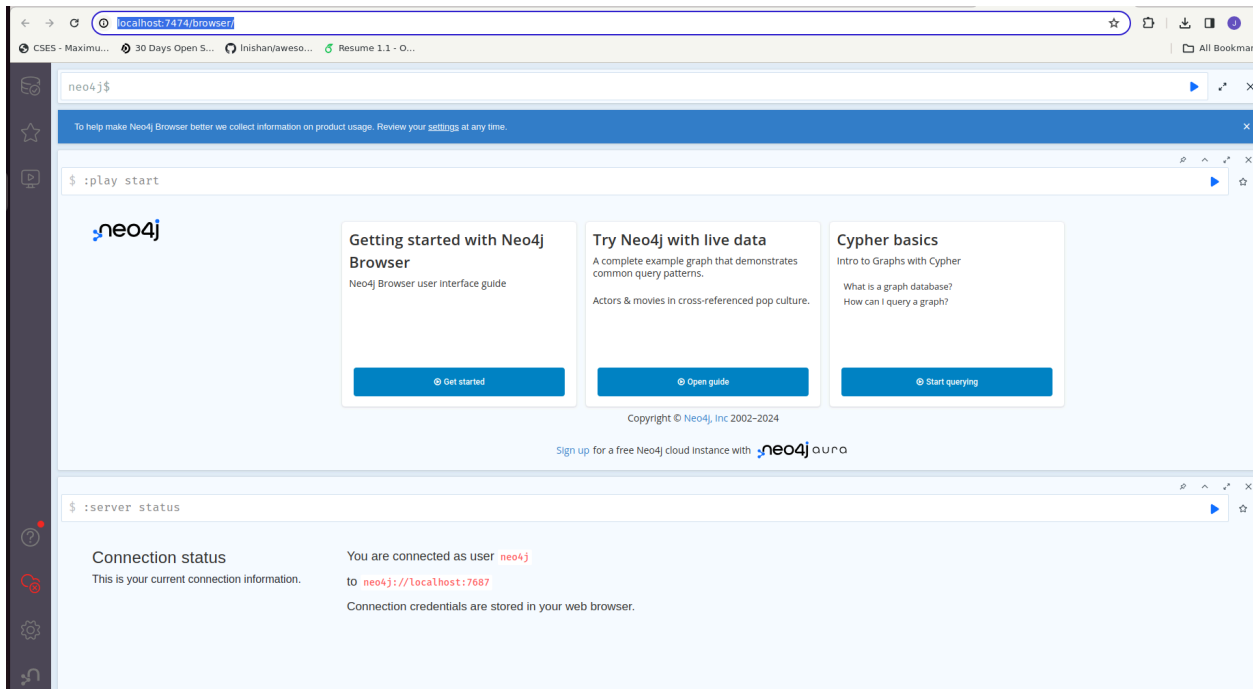 localhost:7474/browser/
J
CSES - Maximu... 30 Days Open S... lnishan/aweso... Resume 1.1 - O...
All Bookmar
neo4j$
To help make Neo4j Browser better we collect information on product usage. Review your settings at any time.
$ :play start
neo4j
Getting started with Neo4j
Browser
Neo4j Browser user interface guide
Get started
Try Neo4j with live data
A complete example graph that demonstrates
common query patterns.
Actors & movies in cross-referenced pop culture.
Open guide
Cypher basics
Intro to Graphs with Cypher
What is a graph database?
How can I query a graph?
Start querying
Copyright © Neo4j, Inc 2002–2024
Sign up for a free Neo4j cloud instance with neo4j aura
$ :server status
Connection status
This is your current connection information.
You are connected as user neo4j
to neo4j://localhost:7687
Connection credentials are stored in your web browser.